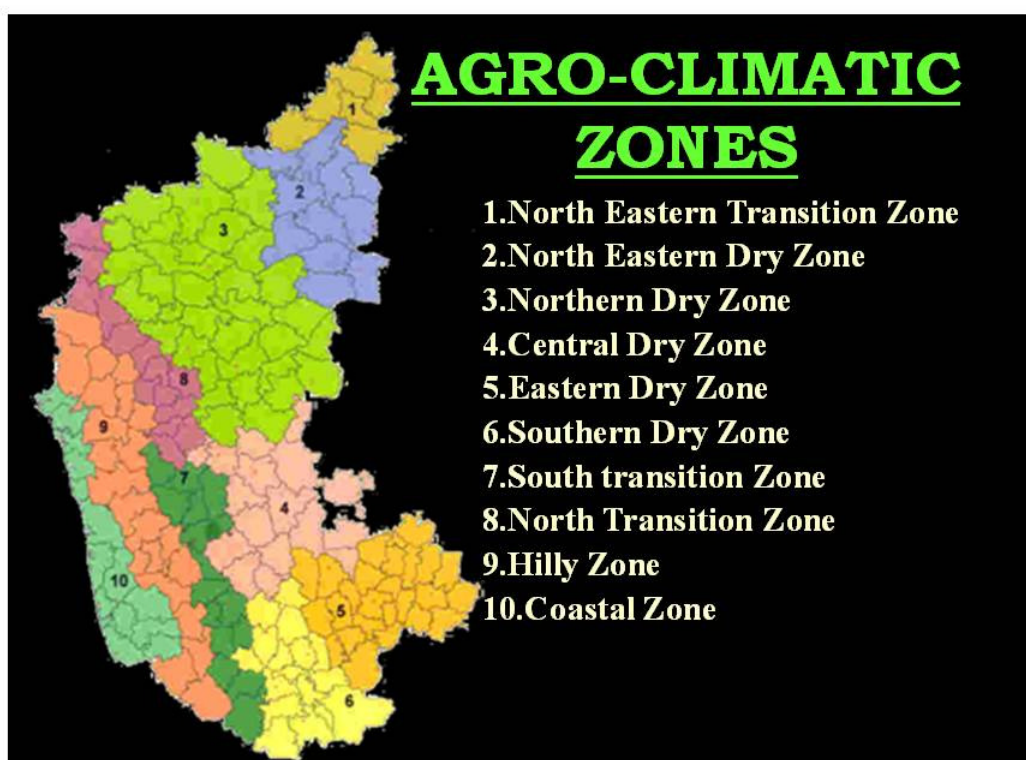 AGRO-CLIMATIC
ZONES
1.North Eastern Transition Zone
2.North Eastern Dry Zone
3.Northern Dry Zone
4.Central Dry Zone
5.Eastern Dry Zone
6.Southern Dry Zone
7.South transition Zone
8.North Transition Zone
9.Hilly Zone
10.Coastal Zone
1
2
3
8
9
7
4
10
5
6